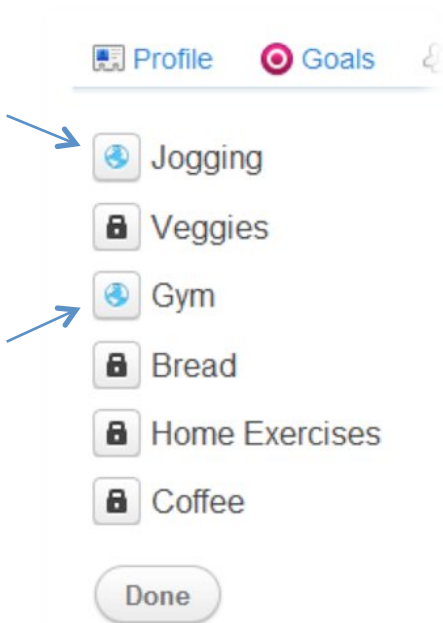 Profile Goals
Jogging
Veggies
Gym
Bread
Home Exercises
Coffee
Done